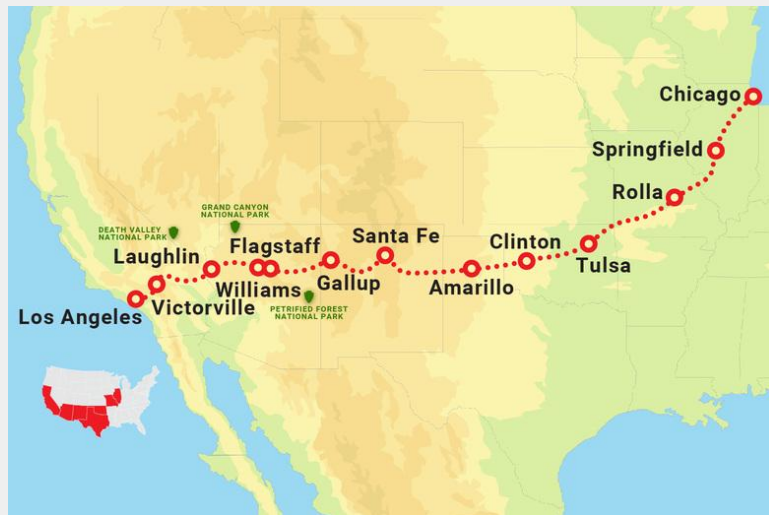 Chicago
Springfield
Rolla
GRAND CANYON
NATIONAL PARK
DEATH VALLEY
NATIONAL PARK
Flagstaff
Santa Fe
Clinton
Laughlin
Tulsa
Williams
Gallup
Amarillo
Victorville
PETRIFIED FOREST
NATIONAL PARK
Los Angeles